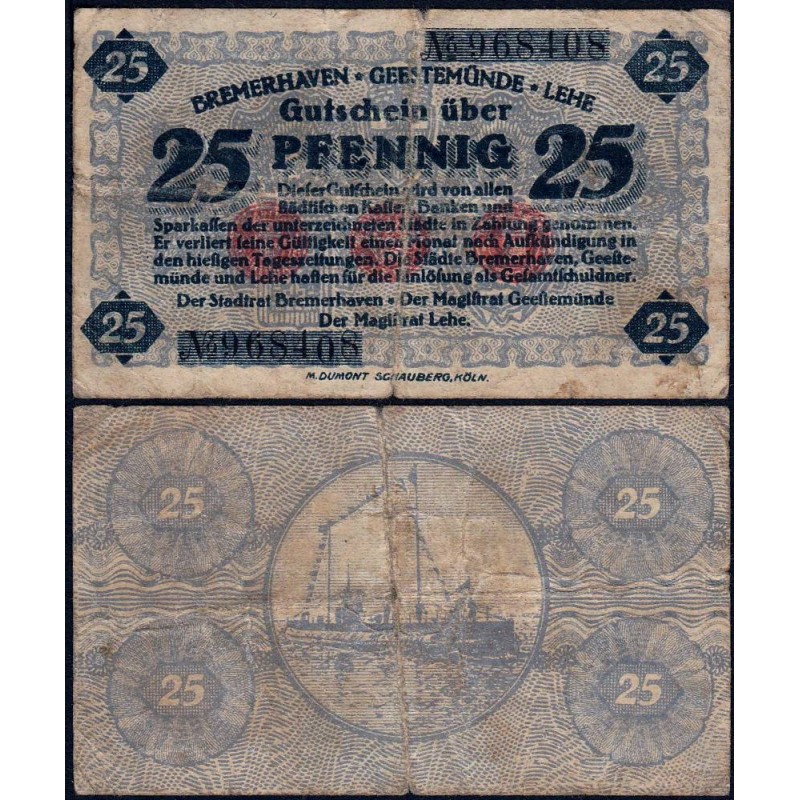 25 №968408 25
BREMERHAVEN • GEESTEMÜNDE • LEHE
Gutschein über
25 PFENNIG 25
Dieser Gutschein wird von allen
Städtischen Kassen, Banken und
Sparkassen der unterzeichneten Städte in Zahlung genommen.
Er verliert seine Gültigkeit einen Monat nach Aufkündigung in
den hiesigen Tageszeitungen. Die Städte Bremerhaven, Geeste-
münde und Lehe haften für die Einlösung als Gesamtschuldner.
Der Stadtrat Bremerhaven • Der Magistrat Geestemünde
Der Magistrat Lehe.
25 №968408 25
M. DUMONT SCHAUBERG, KÖLN.
25 25
25 25